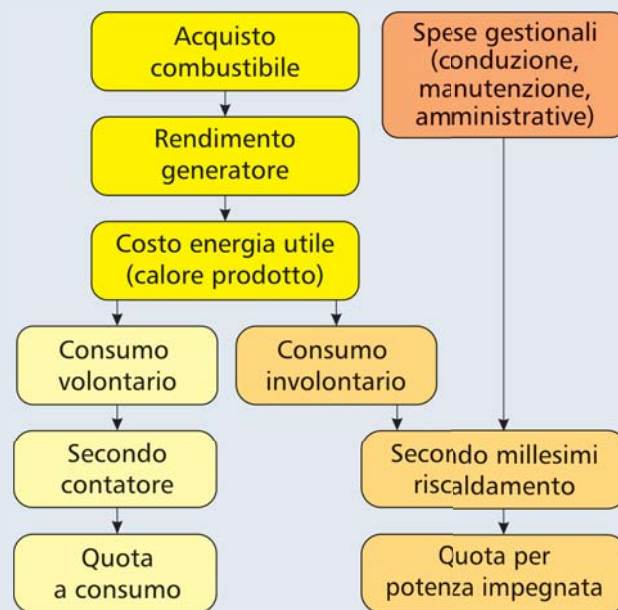 Acquisto
combustibile
Spese gestionali
(conduzione,
manutenzione,
amministrative)
Rendimento
generatore
Costo energia utile
(calore prodotto)
Consumo
volontario
Consumo
involontario
Secondo
contatore
Secondo millesimi
riscaldamento
Quota
a consumo
Quota per
potenza impegnata